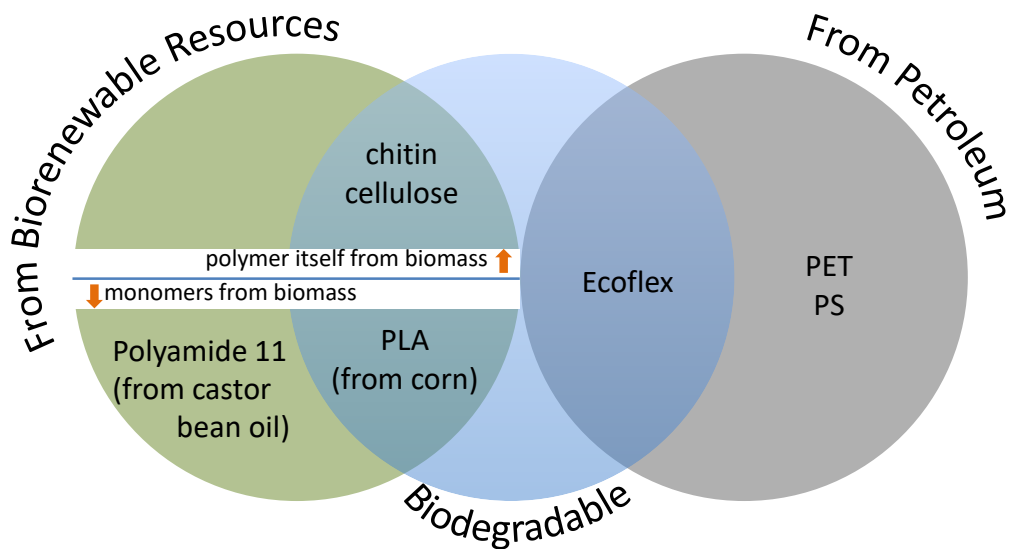 From Biorenewable Resources
From Petroleum
chitin
cellulose
polymer itself from biomass
monomers from biomass
Ecoflex
PET
PS
Polyamide 11
(from castor
bean oil)
PLA
(from corn)
Biodegradable